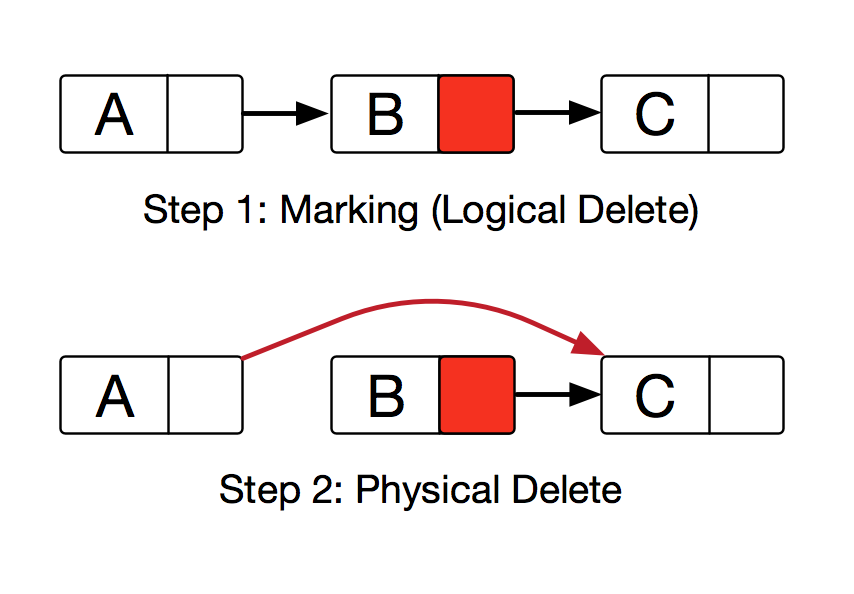 A B C
Step 1: Marking (Logical Delete)
A B C
Step 2: Physical Delete